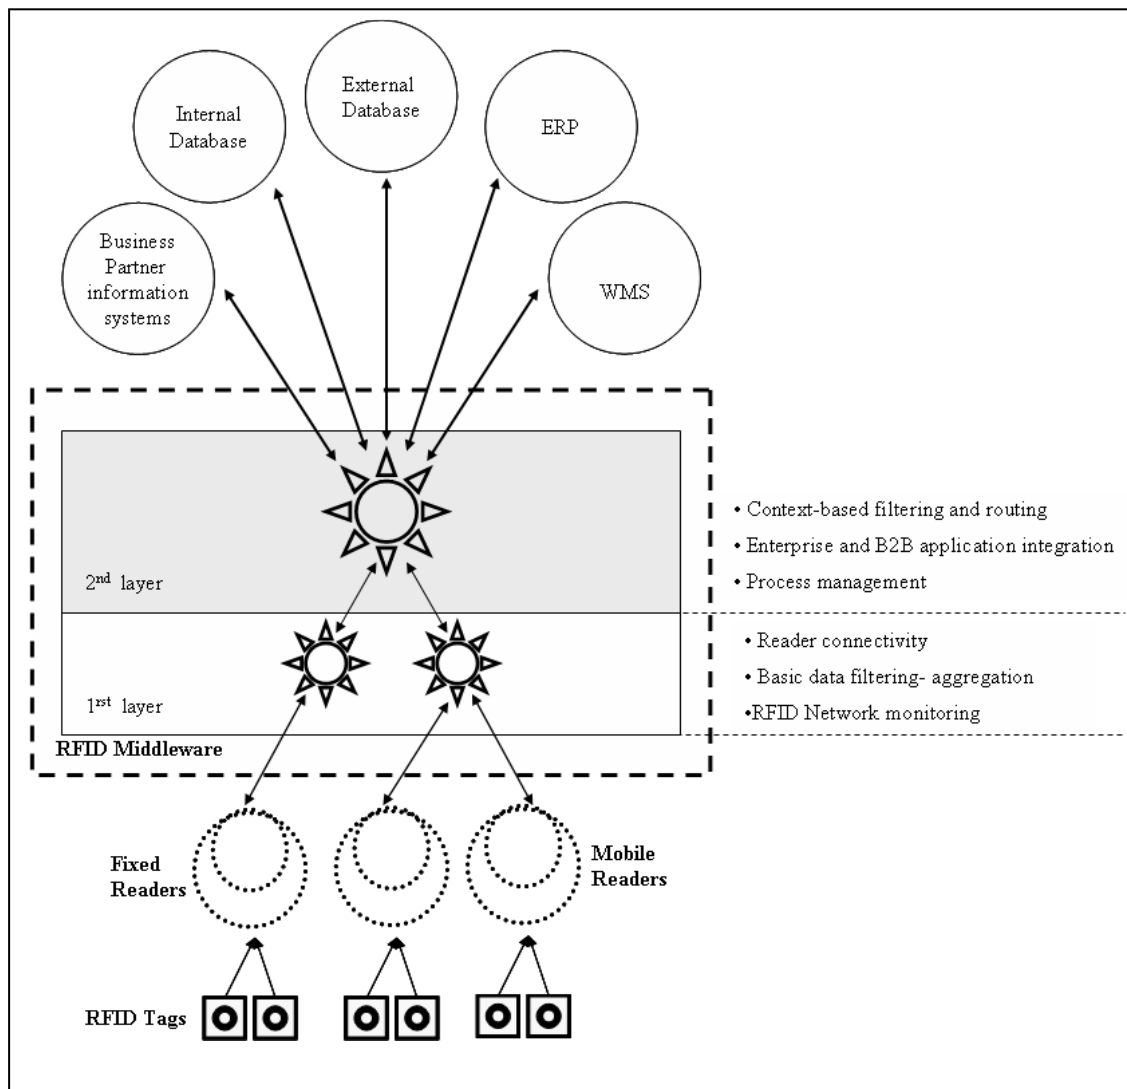 External
Database
Internal
Database
ERP
Business
Partner
information
systems
WMS
• Context-based filtering and routing
• Enterprise and B2B application integration
• Process management
2nd layer
• Reader connectivity
• Basic data filtering- aggregation
•RFID Network monitoring
1rst layer
RFID Middleware
Fixed
Readers
Mobile
Readers
RFID Tags